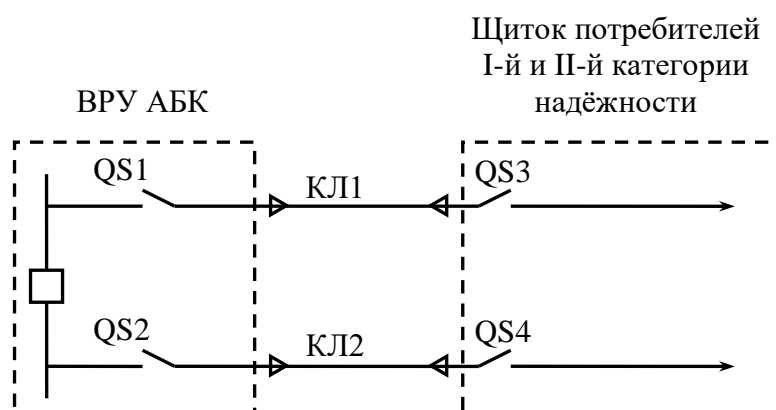 Щиток потребителей
I-й и II-й категории
надёжности
ВРУ АБК
QS1
КЛ1
QS3
QS2
КЛ2
QS4